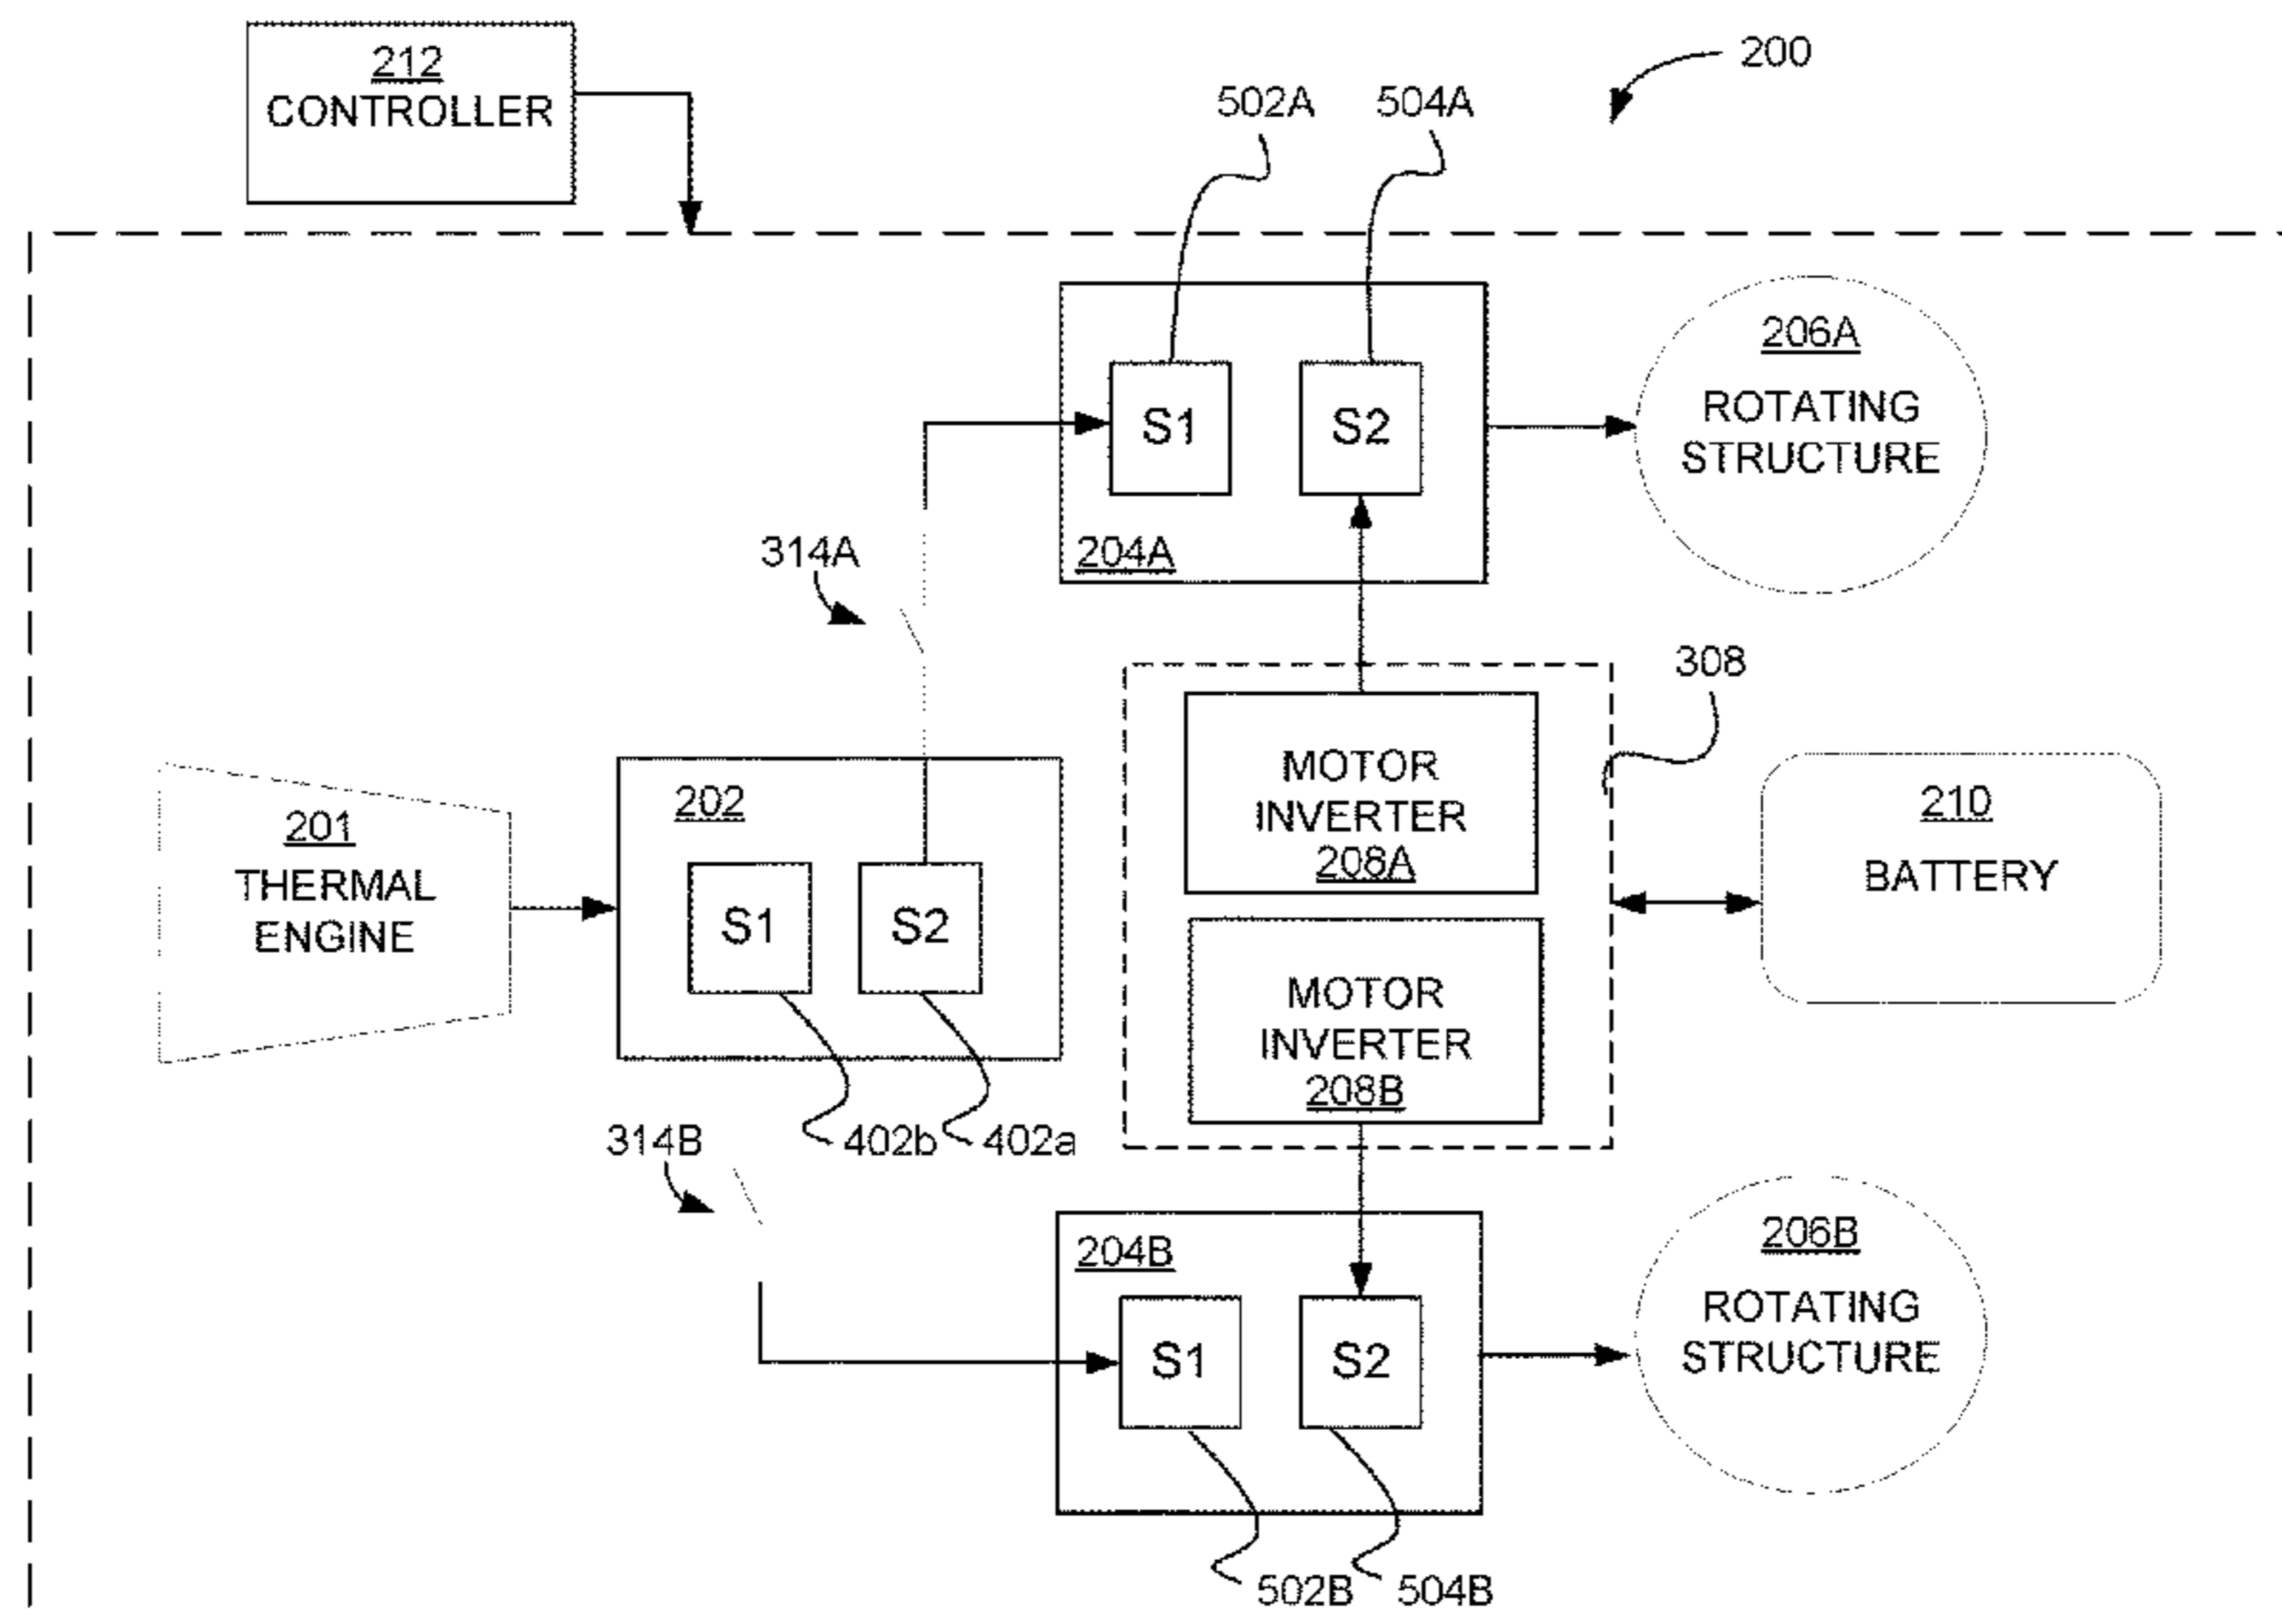 212
CONTROLLER
200
502A
504A
S1
S2
204A
206A
ROTATING
STRUCTURE
314A
308
MOTOR
INVERTER
208A
201
THERMAL
ENGINE
202
S1
S2
210
BATTERY
MOTOR
INVERTER
208B
402b
402a
314B
204B
S1
S2
206B
ROTATING
STRUCTURE
502B
504B